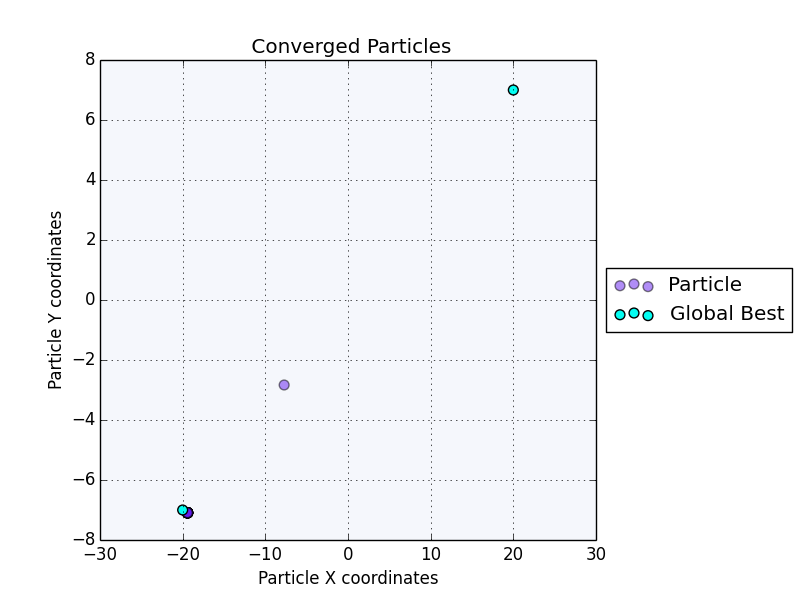 Converged Particles
8
6
4
2
0
−2
−4
−6
−8
−30 −20 −10 0 10 20 30
Particle Y coordinates
Particle X coordinates
Particle
Global Best